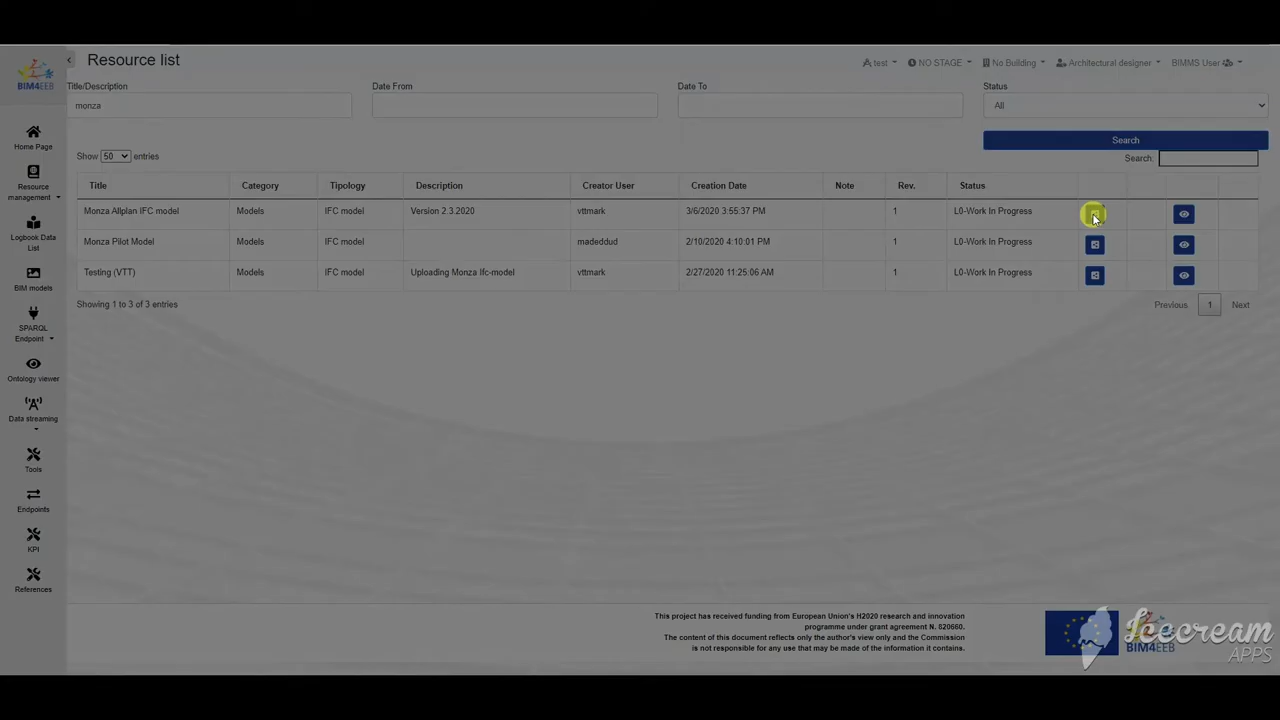 BIM4EEB
Resource list
test
NO STAGE
No Building
Architectural designer
BIMMS User
Title/Description
Date From
Date To
Status
monza
All
Search
Show 50 entries
Search:
Title Category Tipology Description Creator User Creation Date Note Rev. Status
Monza Allplan IFC model Models IFC model Version 2.3.2020 vttmark 3/6/2020 3:55:37 PM 1 L0-Work In Progress
Monza Pilot Model Models IFC model madeddud 2/10/2020 4:10:01 PM 1 L0-Work In Progress
Testing (VTT) Models IFC model Uploading Monza Ifc-model vttmark 2/27/2020 11:25:06 AM 1 L0-Work In Progress
Showing 1 to 3 of 3 entries
Previous 1 Next
Home Page
Resource
management
Logbook Data
List
BIM models
SPARQL
Endpoint
Ontology viewer
Data streaming
Tools
Endpoints
KPI
References
This project has received funding from European Union's H2020 research and innovation
programme under grant agreement N. 820660.
The content of this document reflects only the author's view only and the Commission
is not responsible for any use that may be made of the information it contains.
BIM4EEB
Icecream
APPS